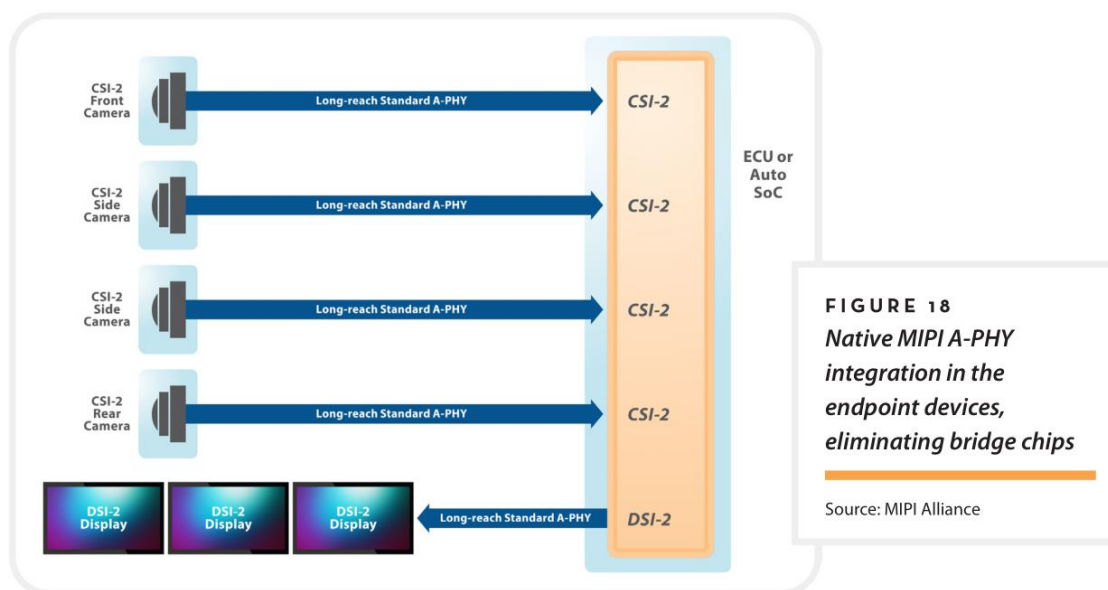 CSI-2
Front
Camera
Long-reach Standard A-PHY
CSI-2
CSI-2
Side
Camera
Long-reach Standard A-PHY
CSI-2
ECU or
Auto
SoC
CSI-2
Side
Camera
Long-reach Standard A-PHY
CSI-2
CSI-2
Rear
Camera
Long-reach Standard A-PHY
CSI-2
DSI-2
Display
DSI-2
Display
DSI-2
Display
Long-reach Standard A-PHY
DSI-2
FIGURE 18
Native MIPI A-PHY
integration in the
endpoint devices,
eliminating bridge chips
Source: MIPI Alliance